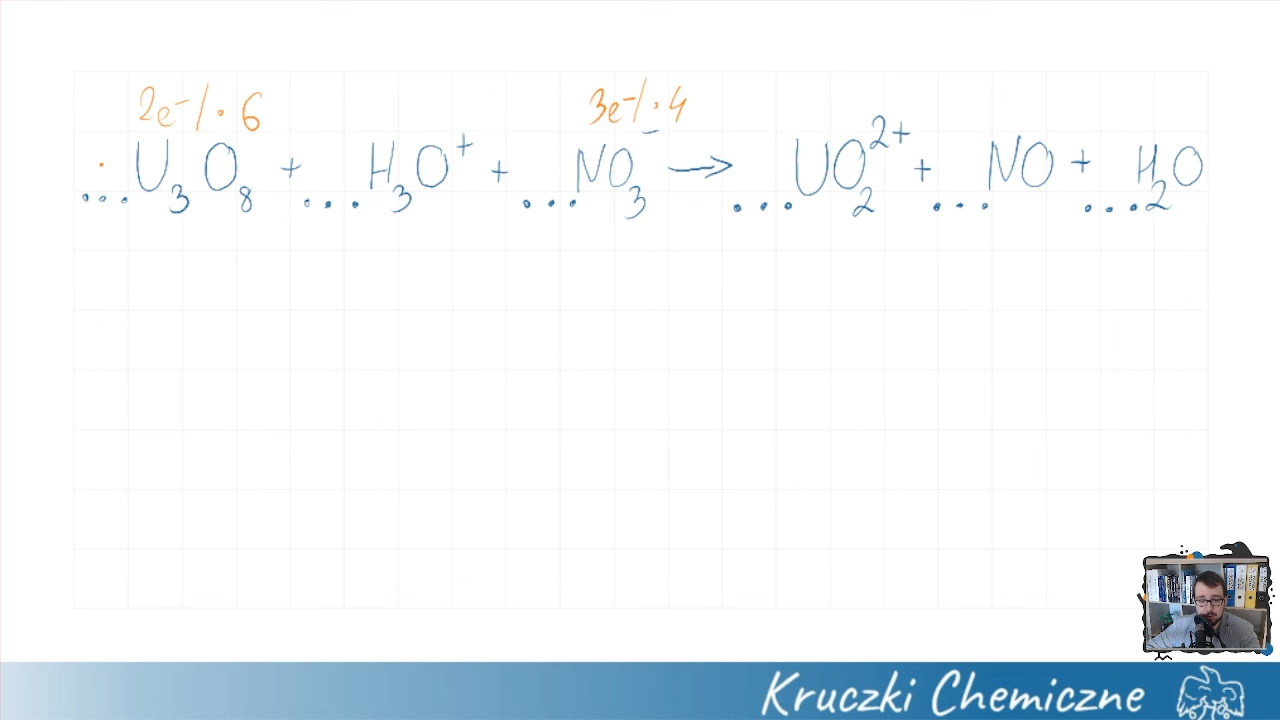 2e⁻/·6 3e⁻/·4
...U₃O₈ + ...H₃O⁺ + ...NO₃⁻ → ...UO₂²⁺ + ...NO + ...H₂O
Kruczki Chemiczne